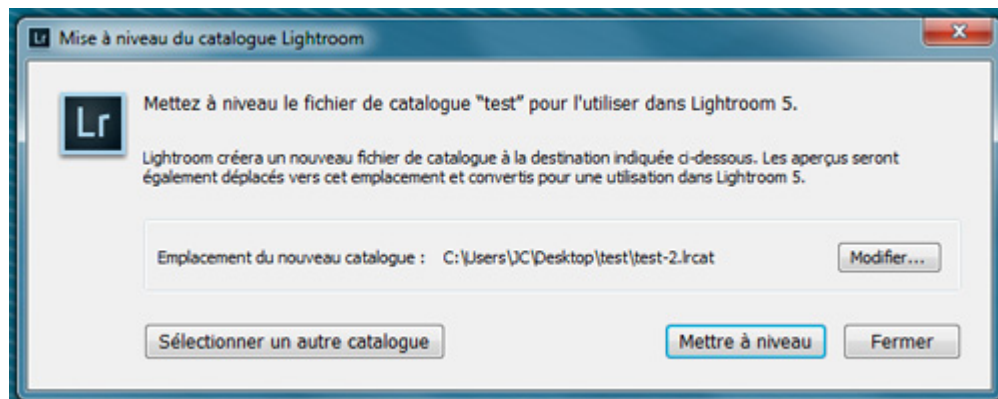 Lr Mise à niveau du catalogue Lightroom
Lr
Mettez à niveau le fichier de catalogue "test" pour l'utiliser dans Lightroom 5.
Lightroom créera un nouveau fichier de catalogue à la destination indiquée ci-dessous. Les aperçus seront
également déplacés vers cet emplacement et convertis pour une utilisation dans Lightroom 5.
Emplacement du nouveau catalogue : C:\Users\JC\Desktop\test\test-2.lrcat Modifier...
Sélectionner un autre catalogue Mettre à niveau Fermer